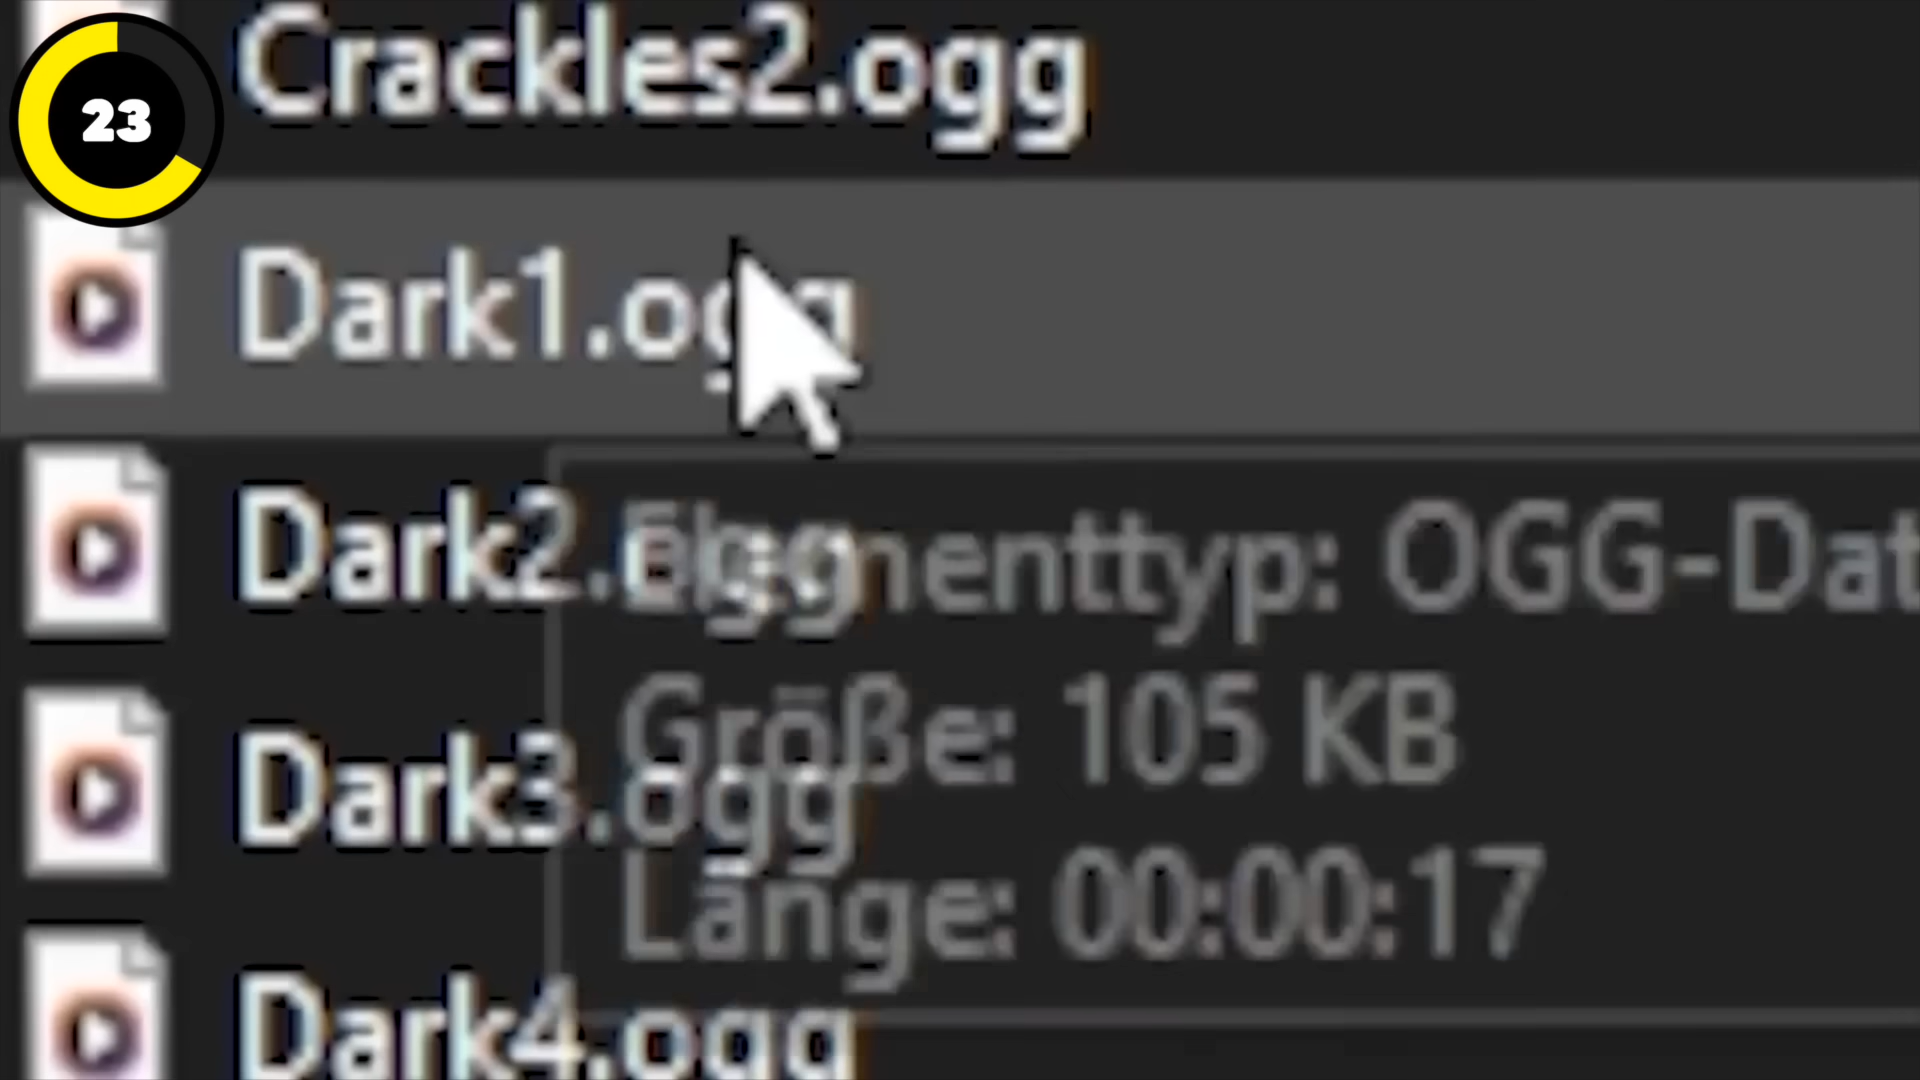 Crackles2.ogg
23
Dark1.ogg
Dark2.ogg
Elementtyp: OGG-Dat
Größe: 105 KB
Dark3.ogg
Länge: 00:00:17
Dark4.ogg